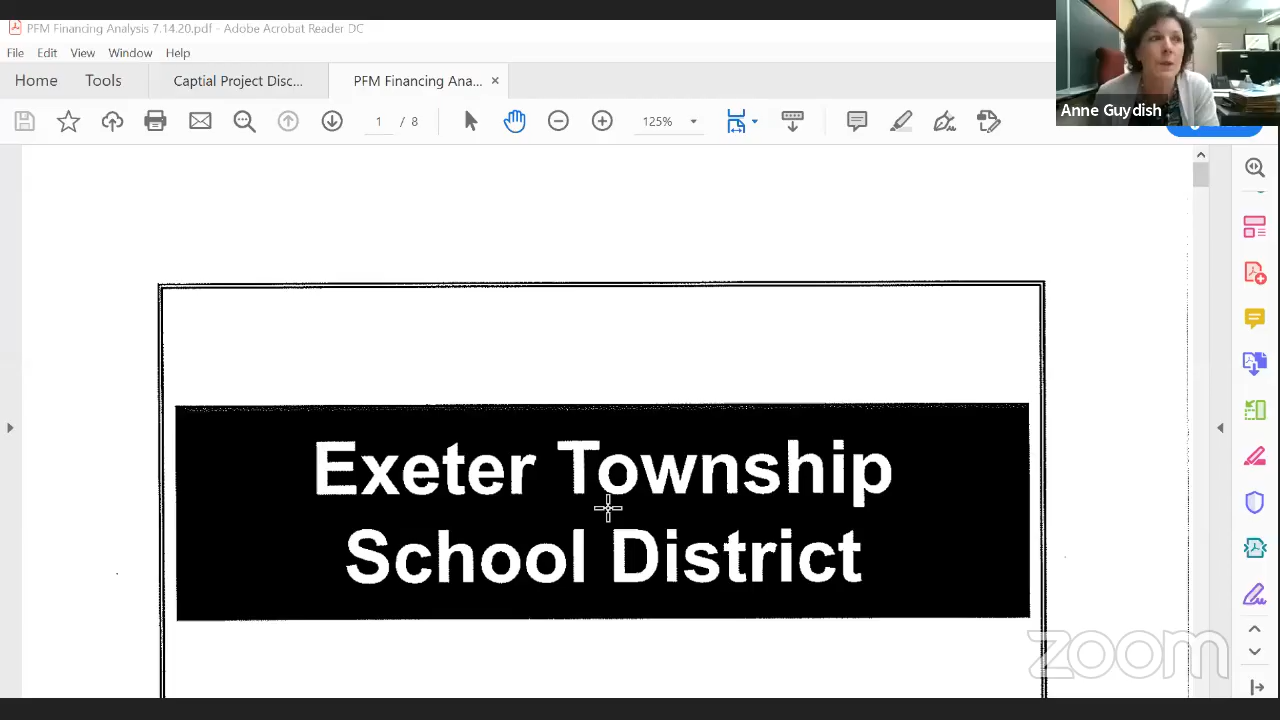 PFM Financing Analysis 7.14.20.pdf - Adobe Acrobat Reader DC
File Edit View Window Help
Home Tools Captial Project Disc... PFM Financing Ana... ×
1 / 8 125%
Anne Guydish
Exeter Township
School District
zoom